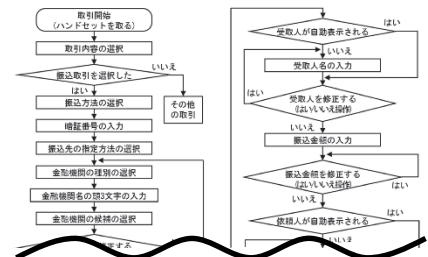 取引開始
(ハンドセットを取る)
取引内容の選択
振込取引を選択した
いいえ
はい
振込方法の選択
その他
の取引
暗証番号の入力
振込先の指定方法の選択
金融機関の種別の選択
金融機関名の頭3文字の入力
金融機関の候補の選択
修正する
受取人が自動表示される
はい
いいえ
受取人名の入力
はい
受取人を修正する
(はい/いいえ操作)
いいえ
振込金額の入力
振込金額を修正する
(はい/いいえ操作)
はい
いいえ
依頼人が自動表示される
はい
いいえ